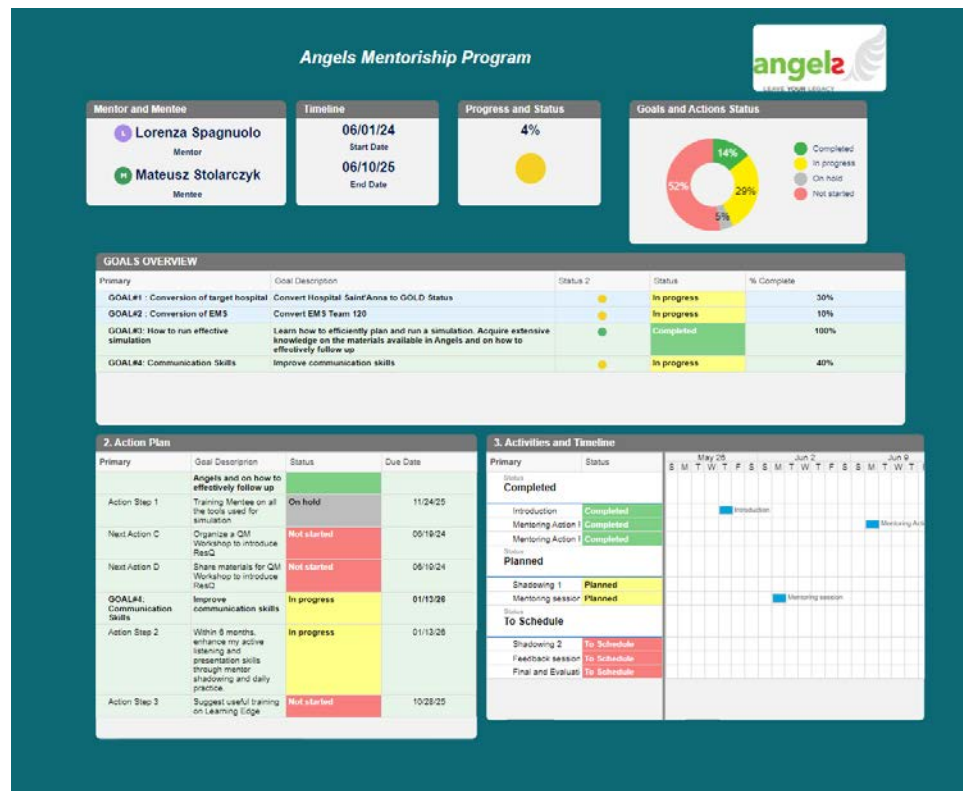 Angels Mentoriship Program
angels
LEAVE YOUR LEGACY
Mentor and Mentee
L Lorenza Spagnuolo
Mentor
M Mateusz Stolarczyk
Mentee
Timeline
06/01/24
Start Date
06/10/25
End Date
Progress and Status
4%
Goals and Actions Status
14%
29%
5%
52%
Completed
In progress
On hold
Not started
GOALS OVERVIEW
Primary Goal Description Status 2 Status % Complete
GOAL#1 : Conversion of target hospital Convert Hospital Saint'Anna to GOLD Status In progress 30%
GOAL#2 : Conversion of EMS Convert EMS Team 120 In progress 10%
GOAL#3: How to run effective Learn how to efficiently plan and run a simulation. Acquire extensive Completed 100%
simulation knowledge on the materials available in Angels and on how to
effectively follow up
GOAL#4: Communication Skills Improve communication skills In progress 40%
2. Action Plan
Primary Goal Description Status Due Date
Angels and on how to
effectively follow up
Action Step 1 Training Mentee on all On hold 11/24/25
the tools used for
simulation
Next Action C Organize a QM Not started 06/19/24
Workshop to introduce
ResQ
Next Action D Share materials for QM Not started 06/19/24
Workshop to introduce
ResQ
GOAL#4: Improve In progress 01/13/26
Communication communication skills
Skills
Action Step 2 Within 6 months, In progress 01/13/26
enhance my active
listening and
presentation skills
through mentor
shadowing and daily
practice.
Action Step 3 Suggest useful training Not started 10/28/25
on Learning Edge
3. Activities and Timeline
Primary Status
May 26 Jun 2 Jun 9
S M T W T F S S M T W T F S S M T W T
Status
Completed
Introduction Completed Introduction
Mentoring Action Completed Mentoring Act
Mentoring Action Completed
Status
Planned
Shadowing 1 Planned
Mentoring session Planned Mentoring session
Status
To Schedule
Shadowing 2 To Schedule
Feedback session To Schedule
Final and Evaluati To Schedule